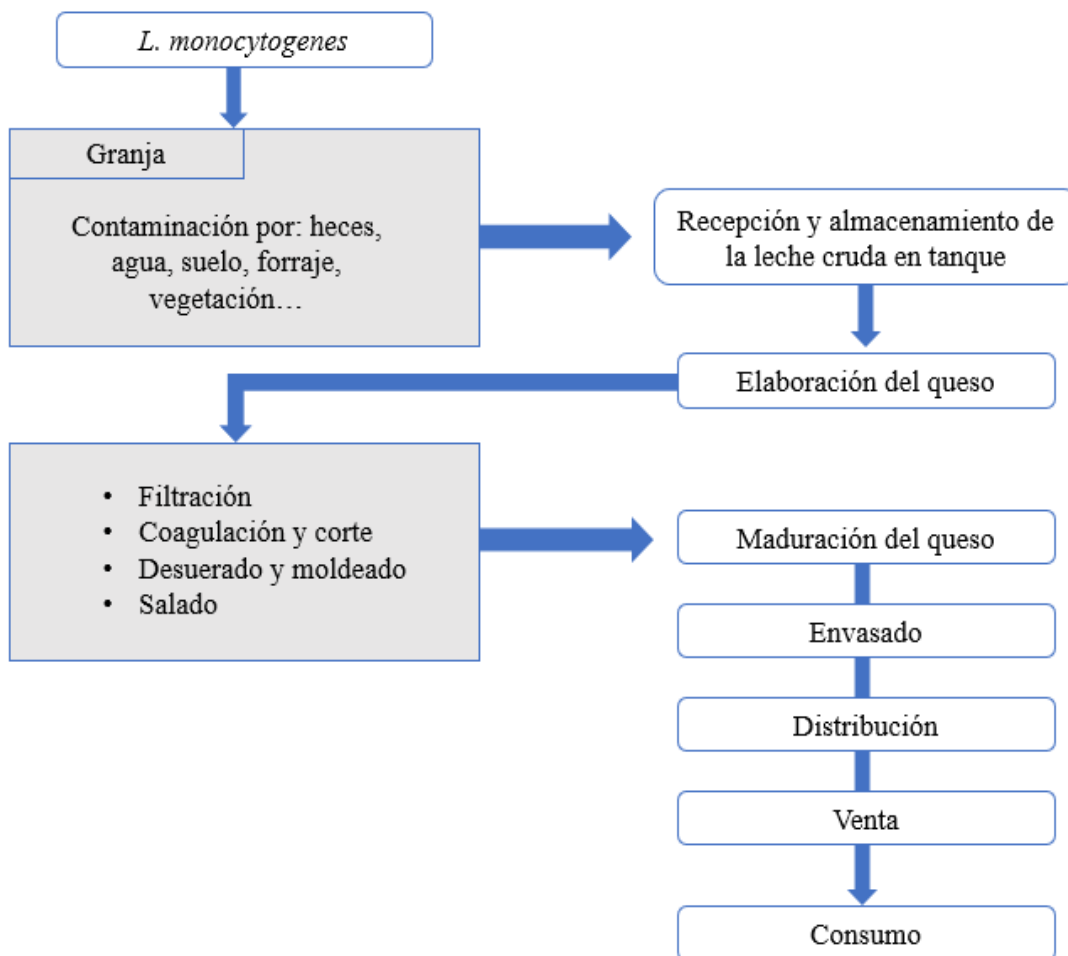 L. monocytogenes
Granja
Contaminación por: heces,
agua, suelo, forraje,
vegetación…
Recepción y almacenamiento de
la leche cruda en tanque
Elaboración del queso
• Filtración
• Coagulación y corte
• Desuerado y moldeado
• Salado
Maduración del queso
Envasado
Distribución
Venta
Consumo